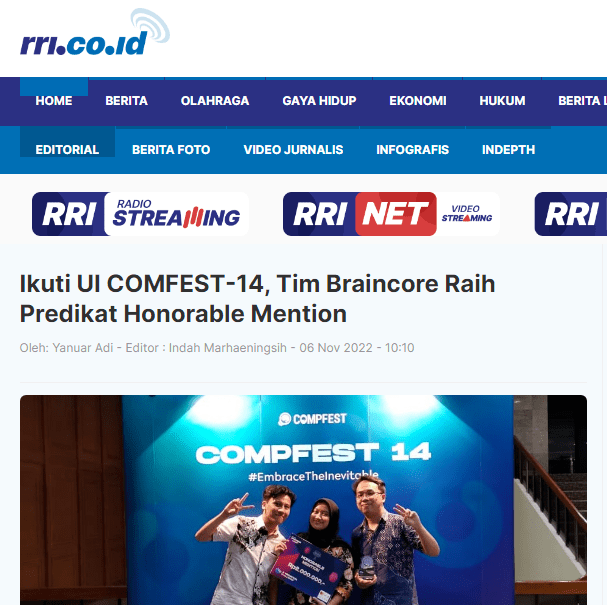 rri.co.id
HOME BERITA OLAHRAGA GAYA HIDUP EKONOMI HUKUM BERITA
EDITORIAL BERITA FOTO VIDEO JURNALIS INFOGRAFIS INDEPTH
RRI RADIO STREAMING RRI NET VIDEO STREAMING RRI
Ikuti UI COMFEST-14, Tim Braincore Raih
Predikat Honorable Mention
Oleh: Yanuar Adi - Editor : Indah Marhaeningsih - 06 Nov 2022 - 10:10
COMPFEST
COMPFEST 14
#EmbraceTheInevitable
HONORABLE
MENTION